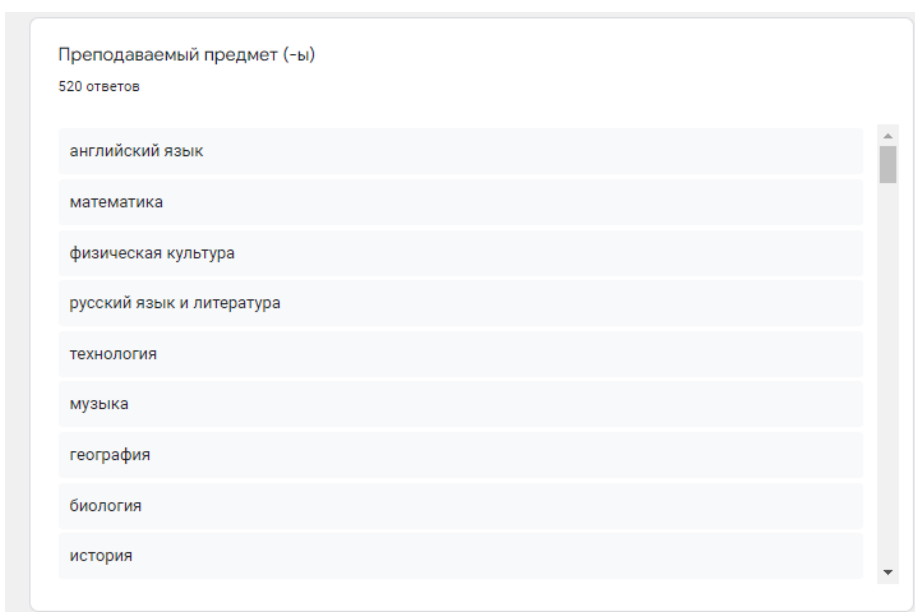 Преподаваемый предмет (-ы)
520 ответов
английский язык
математика
физическая культура
русский язык и литература
технология
музыка
география
биология
история